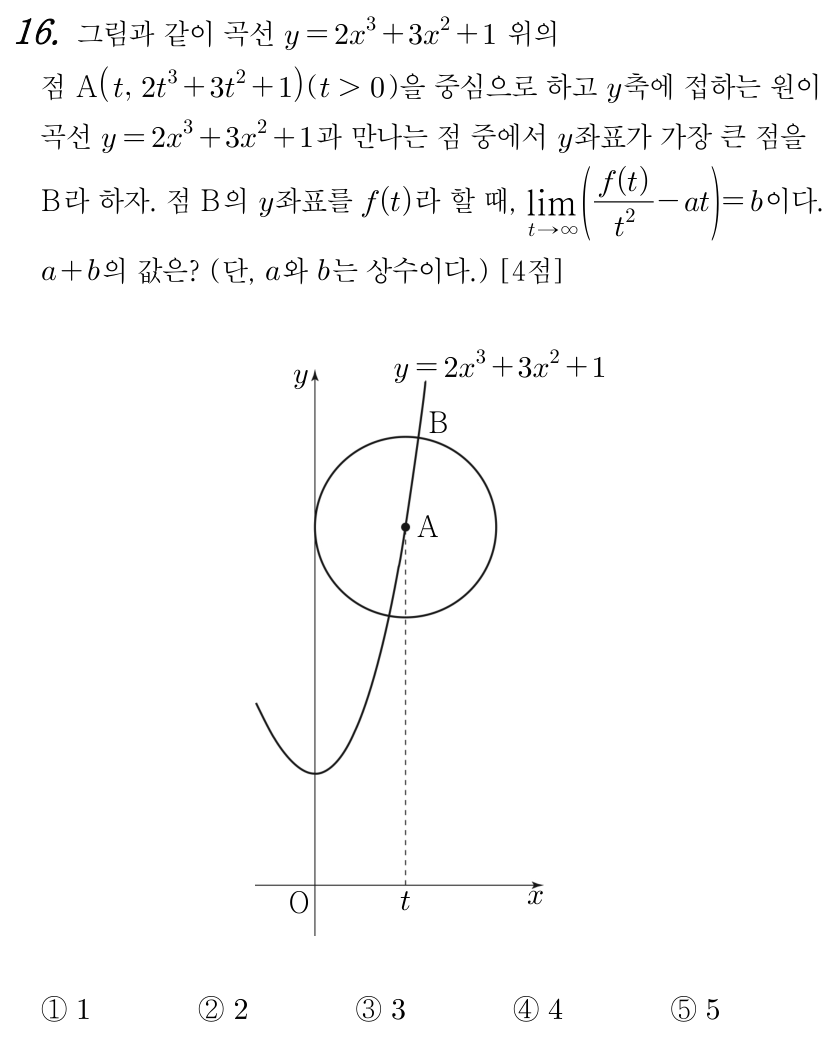 16. 그림과 같이 곡선 y=2x³+3x²+1 위의
점 A(t, 2t³+3t²+1)(t>0)을 중심으로 하고 y축에 접하는 원이
곡선 y=2x³+3x²+1과 만나는 점 중에서 y좌표가 가장 큰 점을
B라 하자. 점 B의 y좌표를 f(t)라 할 때, lim_{t→∞}(f(t)/t² − at)=b이다.
a+b의 값은? (단, a와 b는 상수이다.) [4점]
y=2x³+3x²+1
y
B
A
O
t
x
① 1 ② 2 ③ 3 ④ 4 ⑤ 5